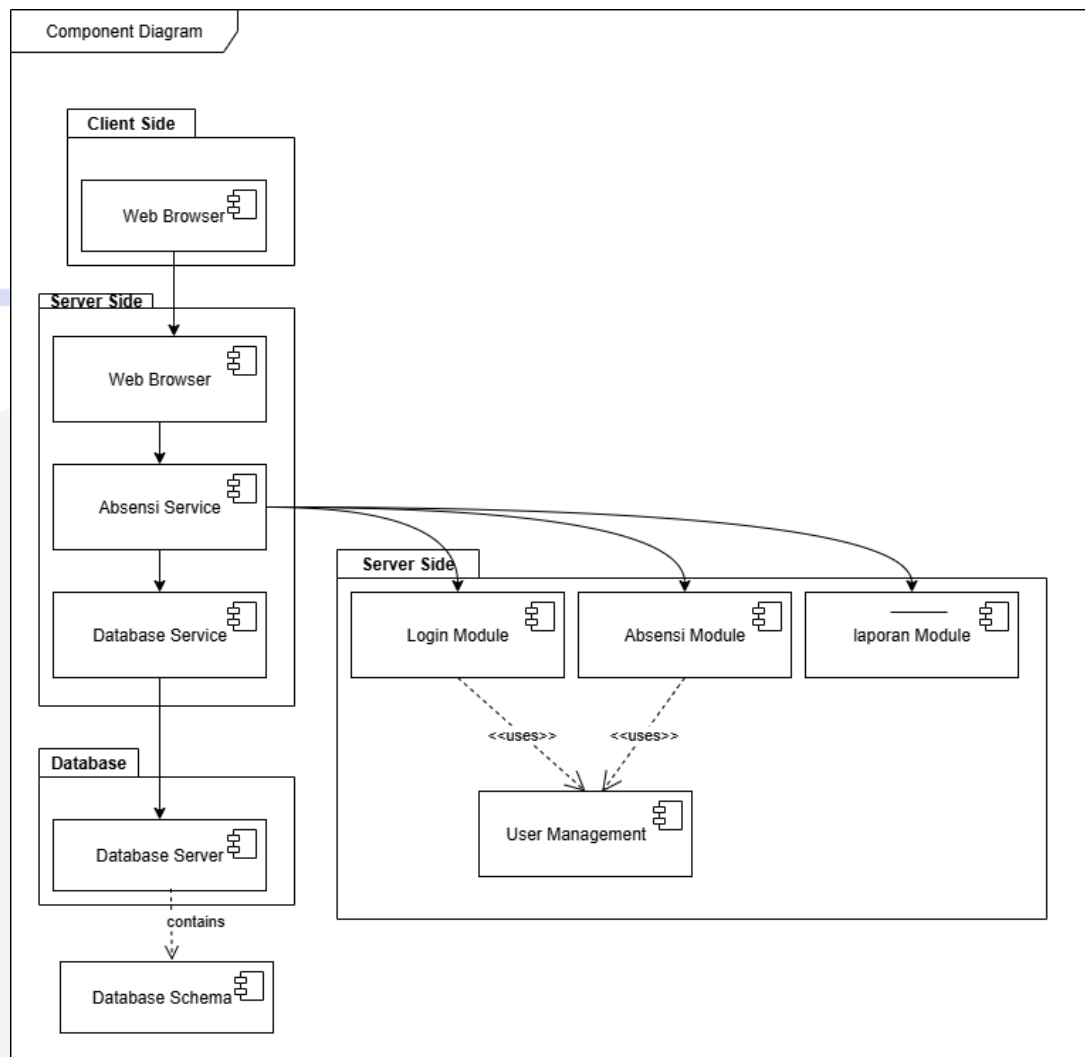 Component Diagram
Client Side
Web Browser
Server Side
Web Browser
Absensi Service
Database Service
Server Side
Login Module
Absensi Module
laporan Module
<<uses>>
<<uses>>
User Management
Database
Database Server
contains
Database Schema